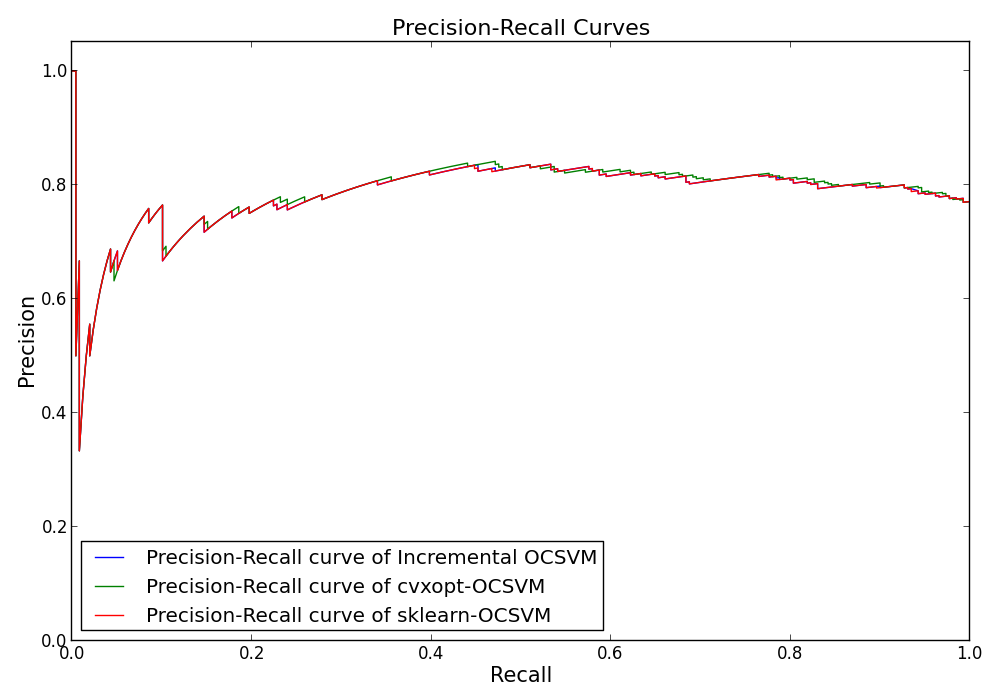 Precision-Recall Curves
1.0
0.8
0.6
0.4
0.2
0.0
Precision
Precision-Recall curve of Incremental OCSVM
Precision-Recall curve of cvxopt-OCSVM
Precision-Recall curve of sklearn-OCSVM
0.0 0.2 0.4 0.6 0.8 1.0
Recall